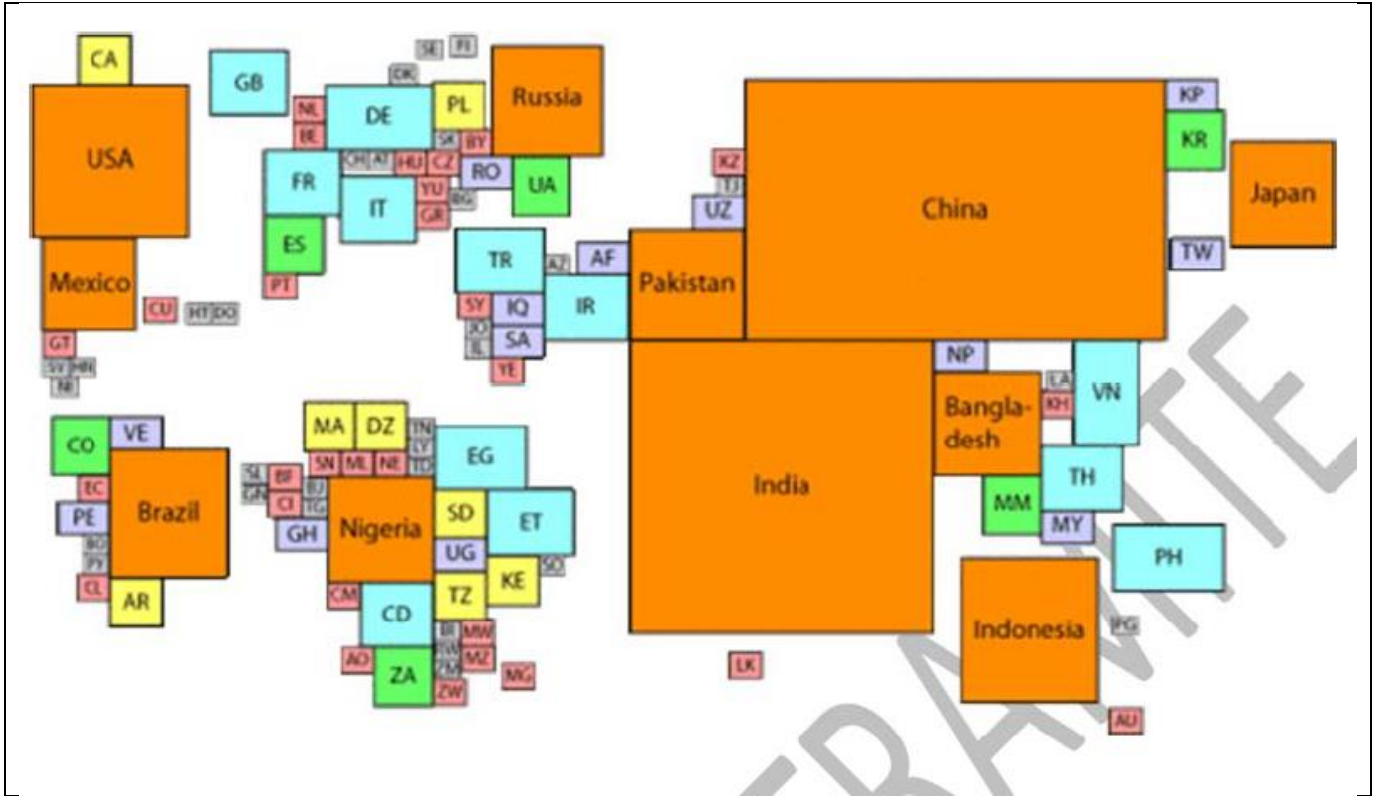 CA
USA
Mexico
CU
HT DO
GT
SV HN
NI
CO
VE
EC
PE
Brazil
BO
PY
CL
AR
GB
SE
FI
DK
NL
BE
DE
PL
Russia
SK
BY
FR
CH AT HU CZ
RO
UA
IT
YU
BG
GR
ES
PT
TR
AZ
AF
SY
IQ
IR
JO
SA
IL
YE
MA
DZ
TN
LY
TD
EG
SN ML NE
SL
BF
GN
CI
BJ
TG
GH
Nigeria
SD
ET
UG
SO
KE
TZ
CM
CD
MW
RW
MZ
ZM
AO
ZA
ZW
MG
KZ
TJ
UZ
Pakistan
China
KP
KR
Japan
TW
India
NP
Bangla-
desh
LA
KH
VN
TH
MM
MY
PH
Indonesia
PG
LK
AU